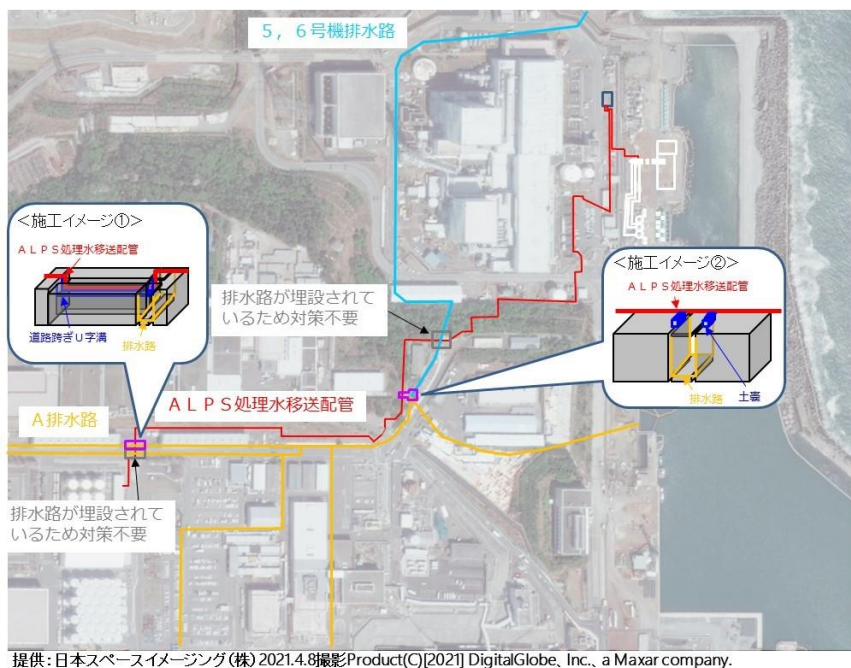 5，6号機排水路
<施工イメージ①>
ALPS処理水移送配管
道路跨ぎU字溝
排水路
排水路が埋設されて
いるため対策不要
<施工イメージ②>
ALPS処理水移送配管
排水路
土嚢
ALPS処理水移送配管
A排水路
排水路が埋設されて
いるため対策不要
提供：日本スペースイメージング(株)2021.4.8撮影Product(C)[2021] DigitalGlobe、Inc.、a Maxar company.